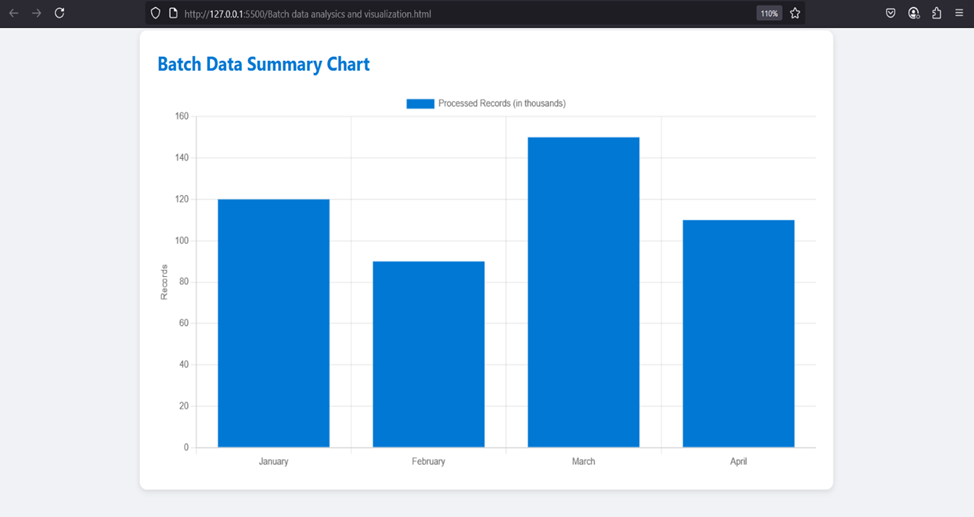 http://127.0.0.1:5500/Batch data analysics and visualization.html
110%
Batch Data Summary Chart
Processed Records (in thousands)
160
140
120
100
80
60
40
20
0
Records
January February March April